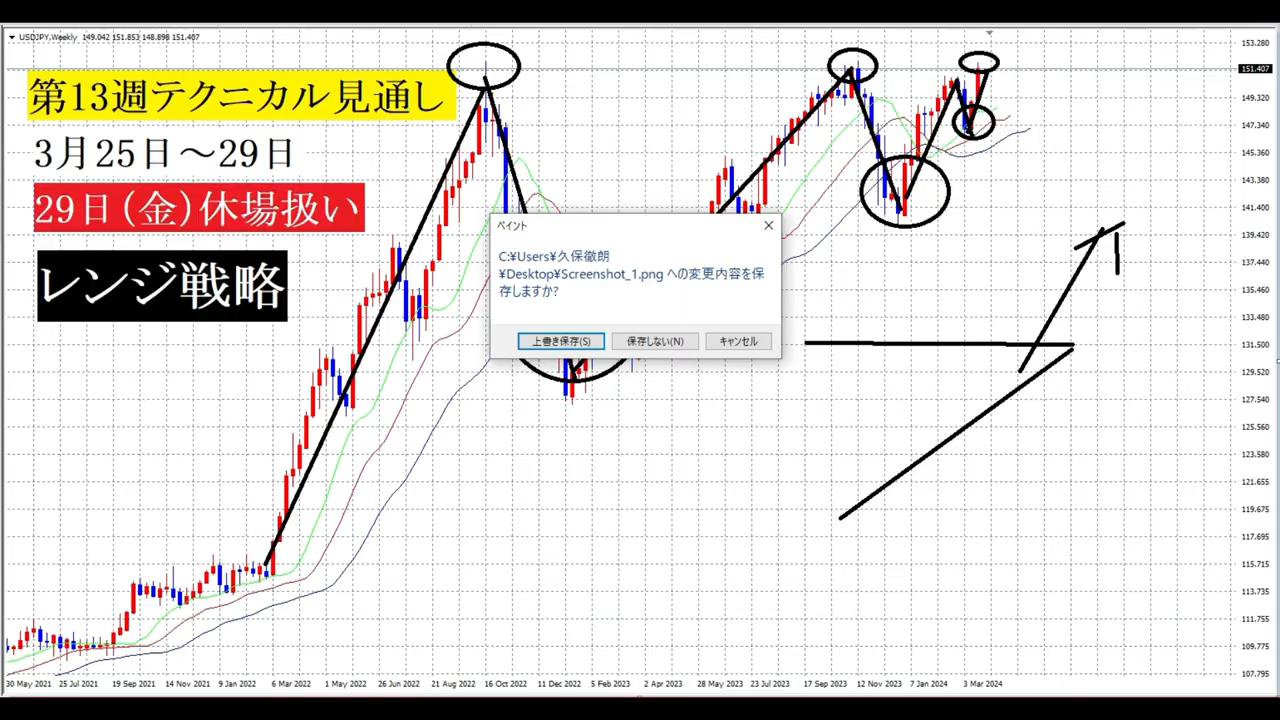 USDJPY,Weekly 149.042 151.853 148.898 151.407
第13週テクニカル見通し
3月25日～29日
29日(金)休場扱い
レンジ戦略
ペイント
C:¥Users¥久保徹朗
¥Desktop¥Screenshot_1.png への変更内容を保
存しますか?
上書き保存(S) 保存しない(N) キャンセル
153.280
151.407
149.320
147.340
145.360
143.380
141.400
139.420
137.440
135.460
133.480
131.500
129.520
127.540
125.560
123.580
121.655
119.675
117.695
115.715
113.735
111.755
109.775
107.795
30 May 2021 25 Jul 2021 19 Sep 2021 14 Nov 2021 9 Jan 2022 6 Mar 2022 1 May 2022 26 Jun 2022 21 Aug 2022 16 Oct 2022 11 Dec 2022 5 Feb 2023 2 Apr 2023 28 May 2023 23 Jul 2023 17 Sep 2023 12 Nov 2023 7 Jan 2024 3 Mar 2024